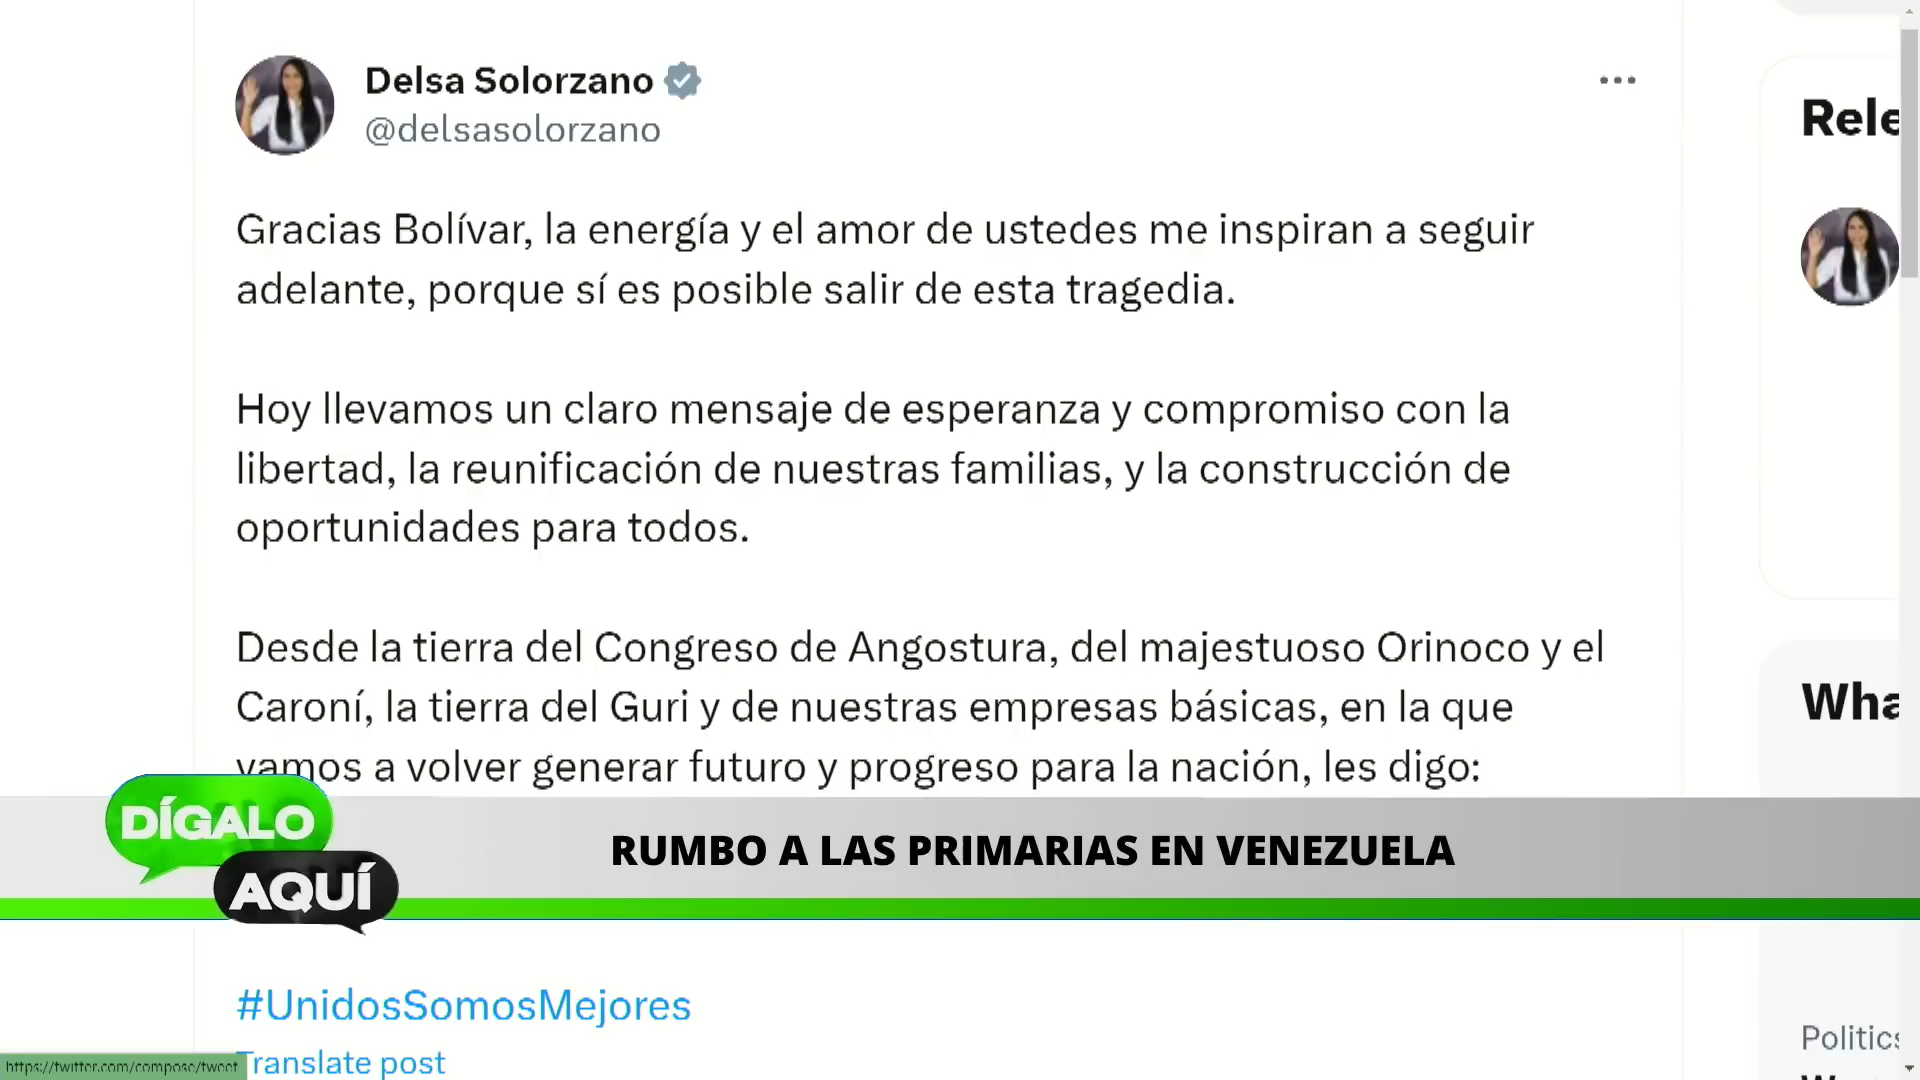 Delsa Solorzano
@delsasolorzano
Gracias Bolívar, la energía y el amor de ustedes me inspiran a seguir
adelante, porque sí es posible salir de esta tragedia.
Hoy llevamos un claro mensaje de esperanza y compromiso con la
libertad, la reunificación de nuestras familias, y la construcción de
oportunidades para todos.
Desde la tierra del Congreso de Angostura, del majestuoso Orinoco y el
Caroní, la tierra del Guri y de nuestras empresas básicas, en la que
vamos a volver generar futuro y progreso para la nación, les digo:
DÍGALO
AQUÍ
RUMBO A LAS PRIMARIAS EN VENEZUELA
#UnidosSomosMejores
Translate post
https://twitter.com/compose/tweet
Rele
Wha
Politics